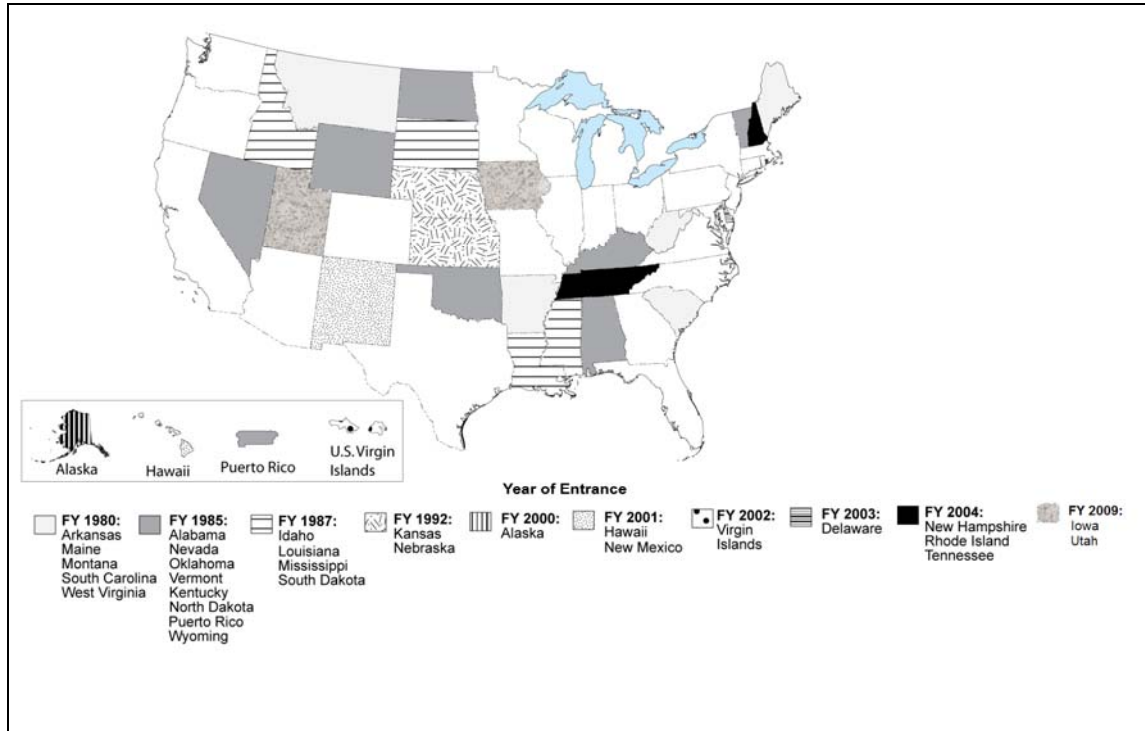 Alaska
Hawaii
Puerto Rico
U.S. Virgin
Islands
Year of Entrance
FY 1980:
Arkansas
Maine
Montana
South Carolina
West Virginia
FY 1985:
Alabama
Nevada
Oklahoma
Vermont
Kentucky
North Dakota
Puerto Rico
Wyoming
FY 1987:
Idaho
Louisiana
Mississippi
South Dakota
FY 1992:
Kansas
Nebraska
FY 2000:
Alaska
FY 2001:
Hawaii
New Mexico
FY 2002:
Virgin
Islands
FY 2003:
Delaware
FY 2004:
New Hampshire
Rhode Island
Tennessee
FY 2009:
Iowa
Utah